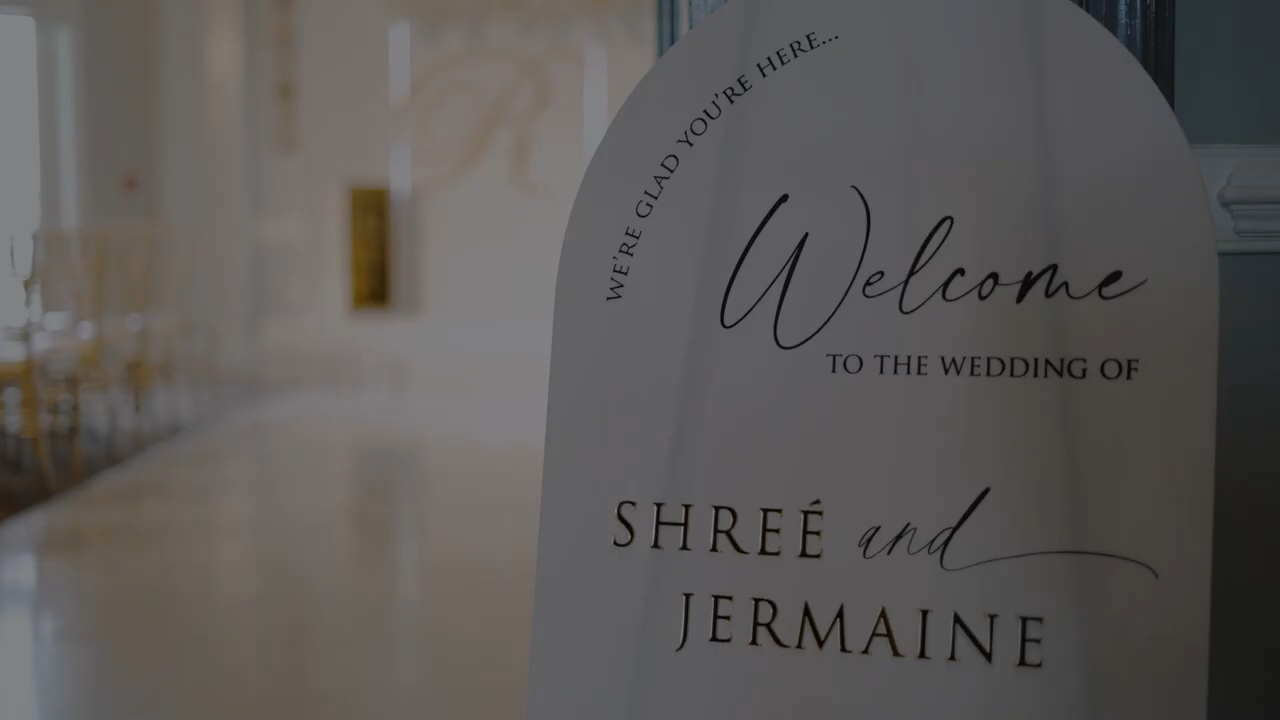 WE'RE GLAD YOU'RE HERE...
Welcome
TO THE WEDDING OF
SHREÉ and
JERMAINE
R